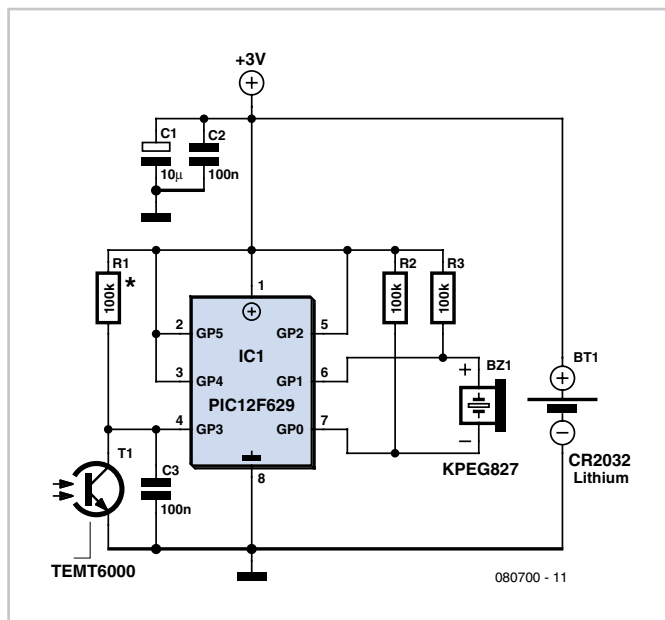 +3V
C1
C2
10µ
100n
R1
*
100k
R2
100k
R3
100k
1
2
GP5
GP2
5
IC1
3
GP4
GP1
6
PIC12F629
4
GP3
GP0
7
8
T1
C3
100n
TEMT6000
BZ1
+
−
KPEG827
BT1
CR2032
Lithium
080700 - 11